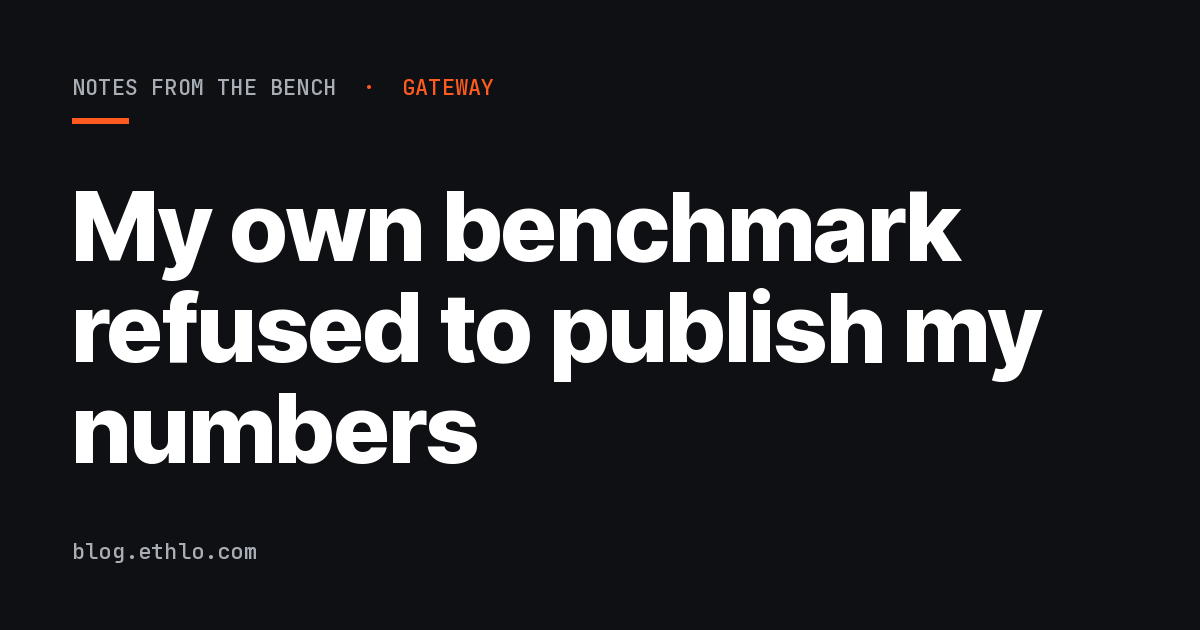 NOTES FROM THE BENCH · GATEWAY
My own benchmark
refused to publish my
numbers
blog.ethlo.com